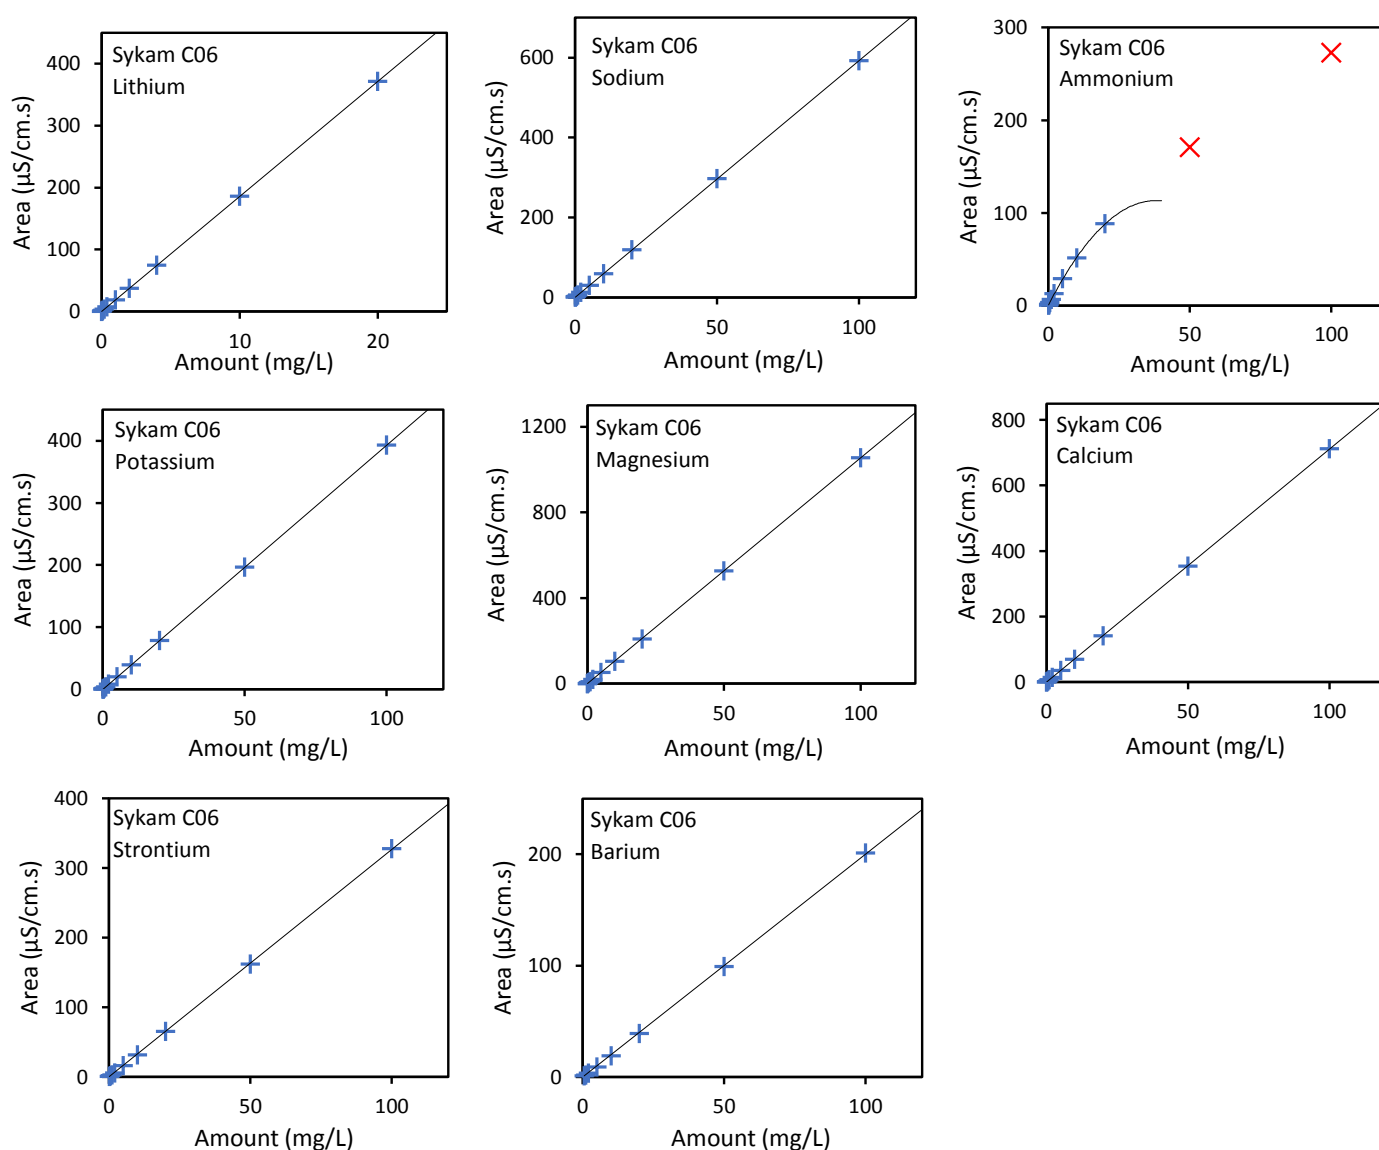 Sykam C06
Lithium
Area (µS/cm.s)
400
300
200
100
0
0 10 20
Amount (mg/L)
Sykam C06
Sodium
Area (µS/cm.s)
600
400
200
0
0 50 100
Amount (mg/L)
Sykam C06
Ammonium
Area (µS/cm.s)
300
200
100
0
0 50 100
Amount (mg/L)
Sykam C06
Potassium
Area (µS/cm.s)
400
300
200
100
0
0 50 100
Amount (mg/L)
Sykam C06
Magnesium
Area (µS/cm.s)
1200
800
400
0
0 50 100
Amount (mg/L)
Sykam C06
Calcium
Area (µS/cm.s)
800
600
400
200
0
0 50 100
Amount (mg/L)
Sykam C06
Strontium
Area (µS/cm.s)
400
300
200
100
0
0 50 100
Amount (mg/L)
Sykam C06
Barium
Area (µS/cm.s)
200
100
0
0 50 100
Amount (mg/L)